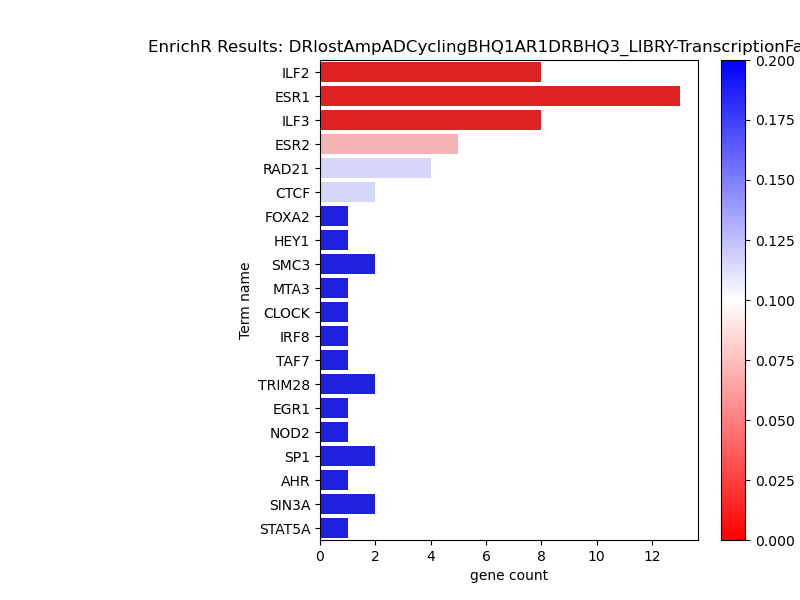 EnrichR Results: DRlostAmpADCyclingBHQ1AR1DRBHQ3_LIBRY-TranscriptionFa
ILF2
ESR1
ILF3
ESR2
RAD21
CTCF
FOXA2
HEY1
SMC3
MTA3
CLOCK
IRF8
TAF7
TRIM28
EGR1
NOD2
SP1
AHR
SIN3A
STAT5A
Term name
0 2 4 6 8 10 12
gene count
0.200
0.175
0.150
0.125
0.100
0.075
0.050
0.025
0.000